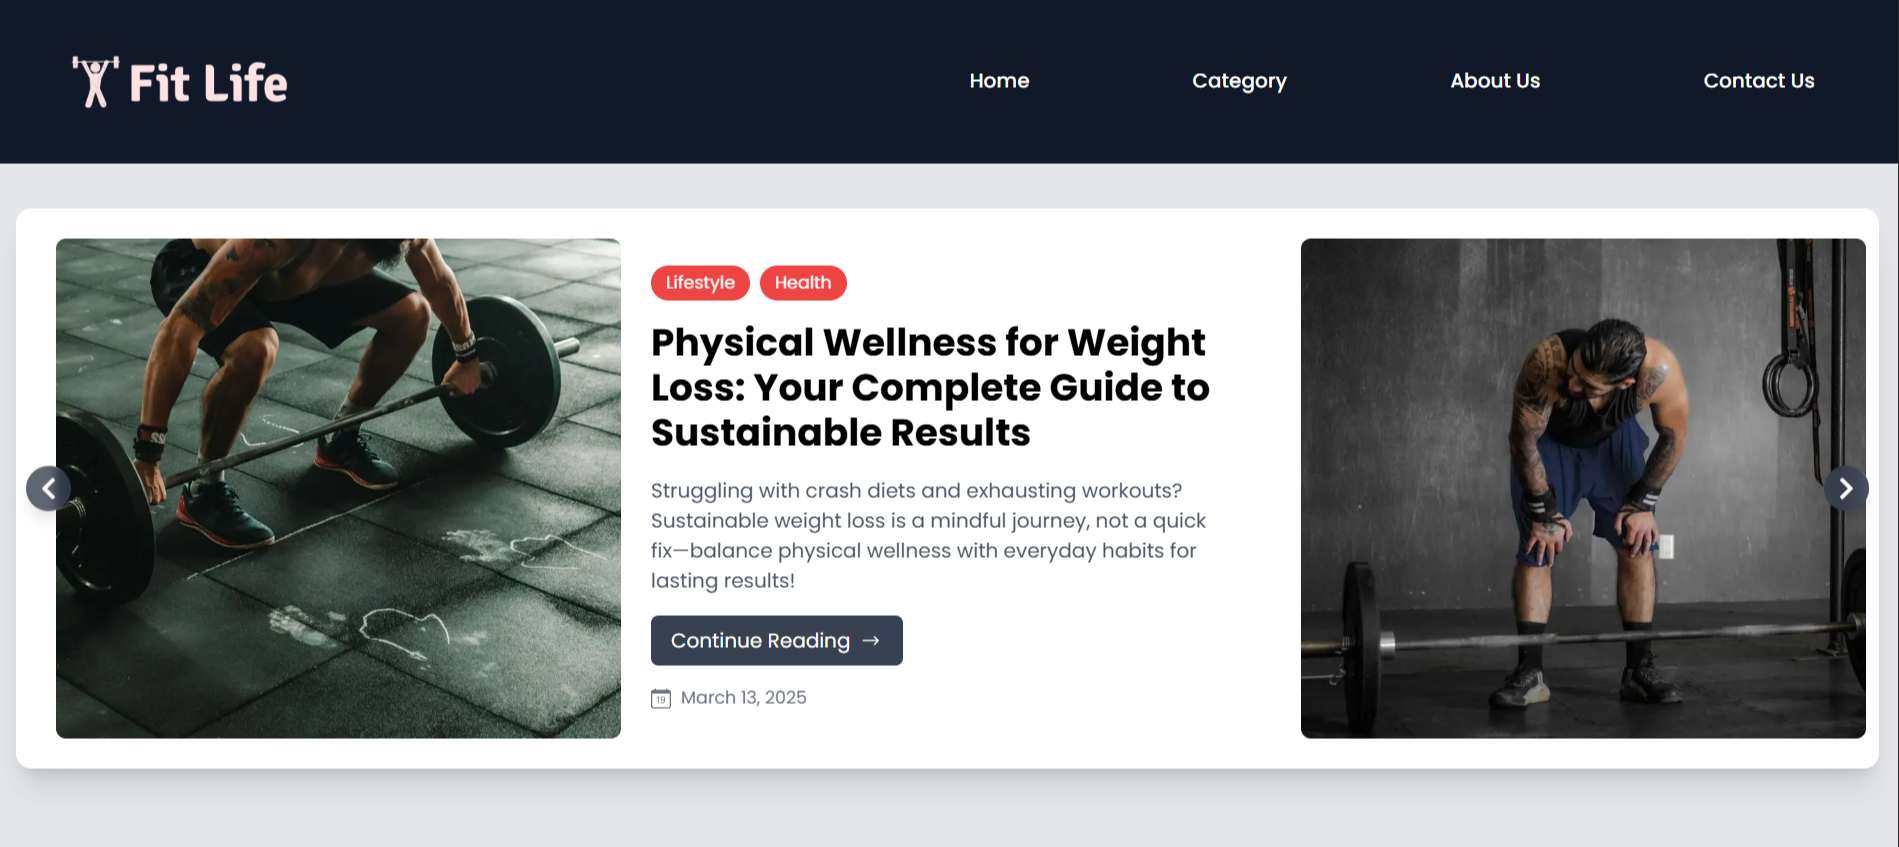 Fit Life
Home
Category
About Us
Contact Us
Lifestyle
Health
Physical Wellness for Weight
Loss: Your Complete Guide to
Sustainable Results
Struggling with crash diets and exhausting workouts?
Sustainable weight loss is a mindful journey, not a quick
fix—balance physical wellness with everyday habits for
lasting results!
Continue Reading →
19 March 13, 2025